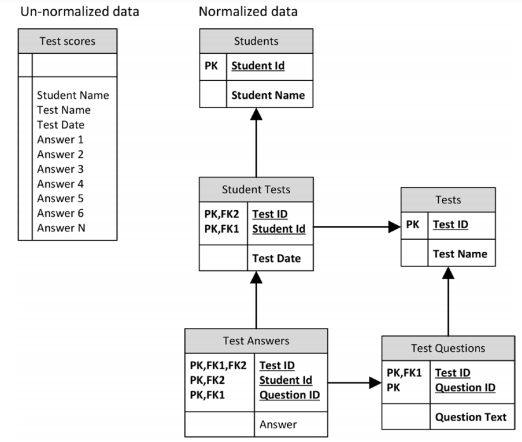 Un-normalized data
Normalized data
Test scores
Student Name
Test Name
Test Date
Answer 1
Answer 2
Answer 3
Answer 4
Answer 5
Answer 6
Answer N
Students
PK Student Id
Student Name
Student Tests
PK,FK2 Test ID
PK,FK1 Student Id
Test Date
Tests
PK Test ID
Test Name
Test Answers
PK,FK1,FK2 Test ID
PK,FK2 Student Id
PK,FK1 Question ID
Answer
Test Questions
PK,FK1 Test ID
PK Question ID
Question Text